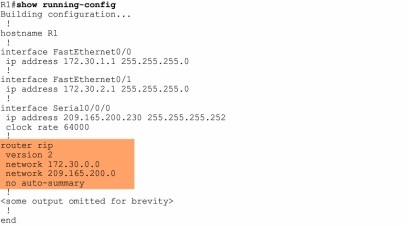 R1#show running-config
Building configuration...
!
hostname R1
!
interface FastEthernet0/0
ip address 172.30.1.1 255.255.255.0
!
interface FastEthernet0/1
ip address 172.30.2.1 255.255.255.0
!
interface Serial0/0/0
ip address 209.165.200.230 255.255.255.252
clock rate 64000
!
router rip
version 2
network 172.30.0.0
network 209.165.200.0
no auto-summary
!
<some output omitted for brevity>
!
end